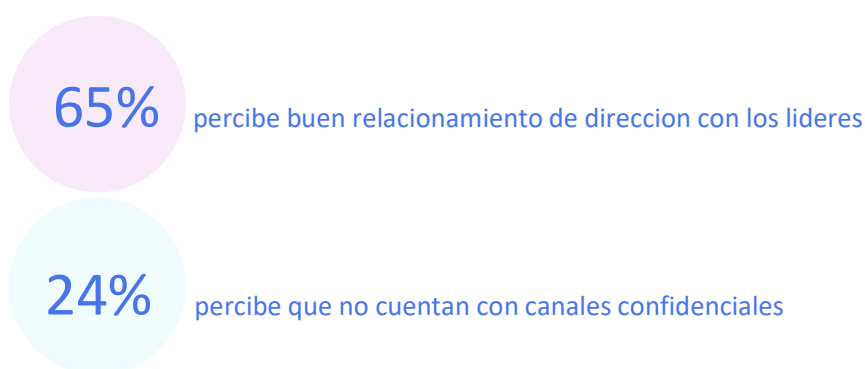 65% percibe buen relacionamiento de direccion con los lideres
24% percibe que no cuentan con canales confidenciales